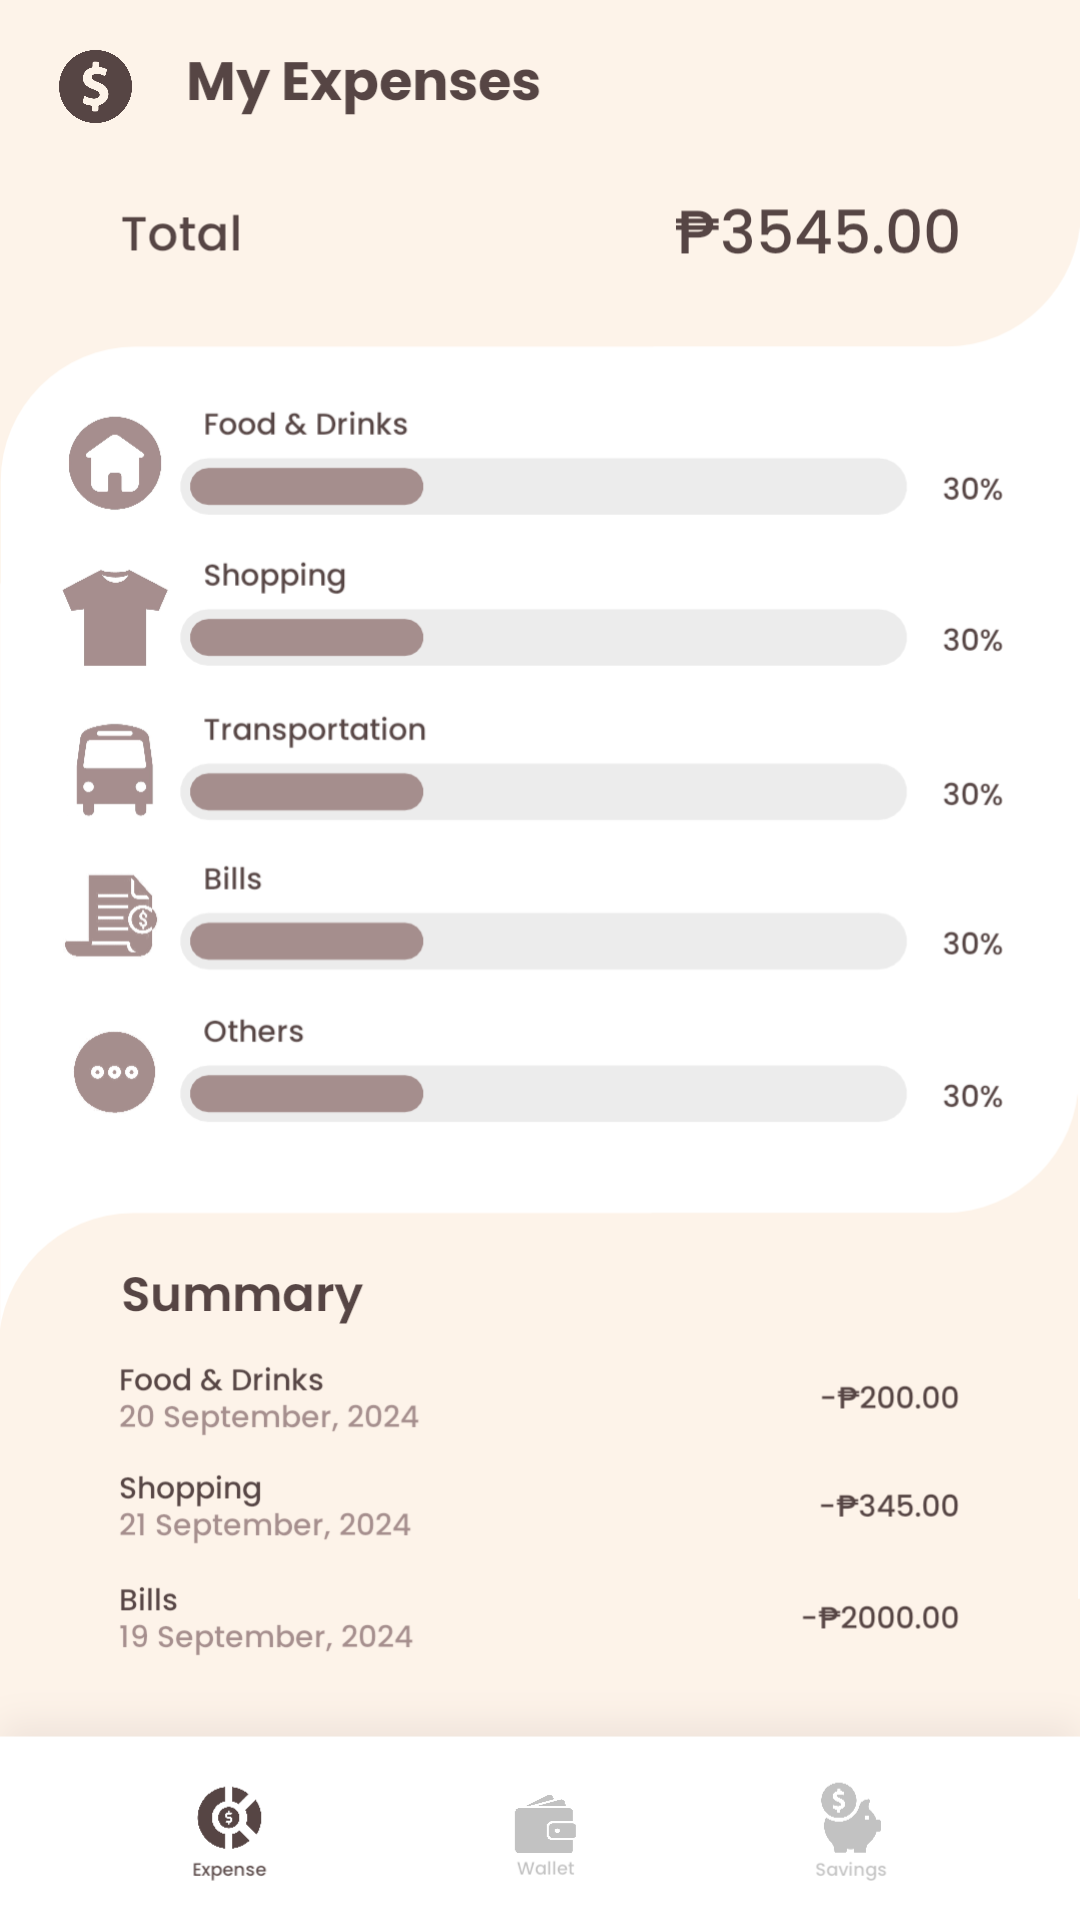 My Expenses
Total ₱3545.00
Food & Drinks
30%
Shopping
30%
Transportation
30%
Bills
30%
Others
30%
Summary
Food & Drinks
20 September, 2024
-₱200.00
Shopping
21 September, 2024
-₱345.00
Bills
19 September, 2024
-₱2000.00
Expense Wallet Savings